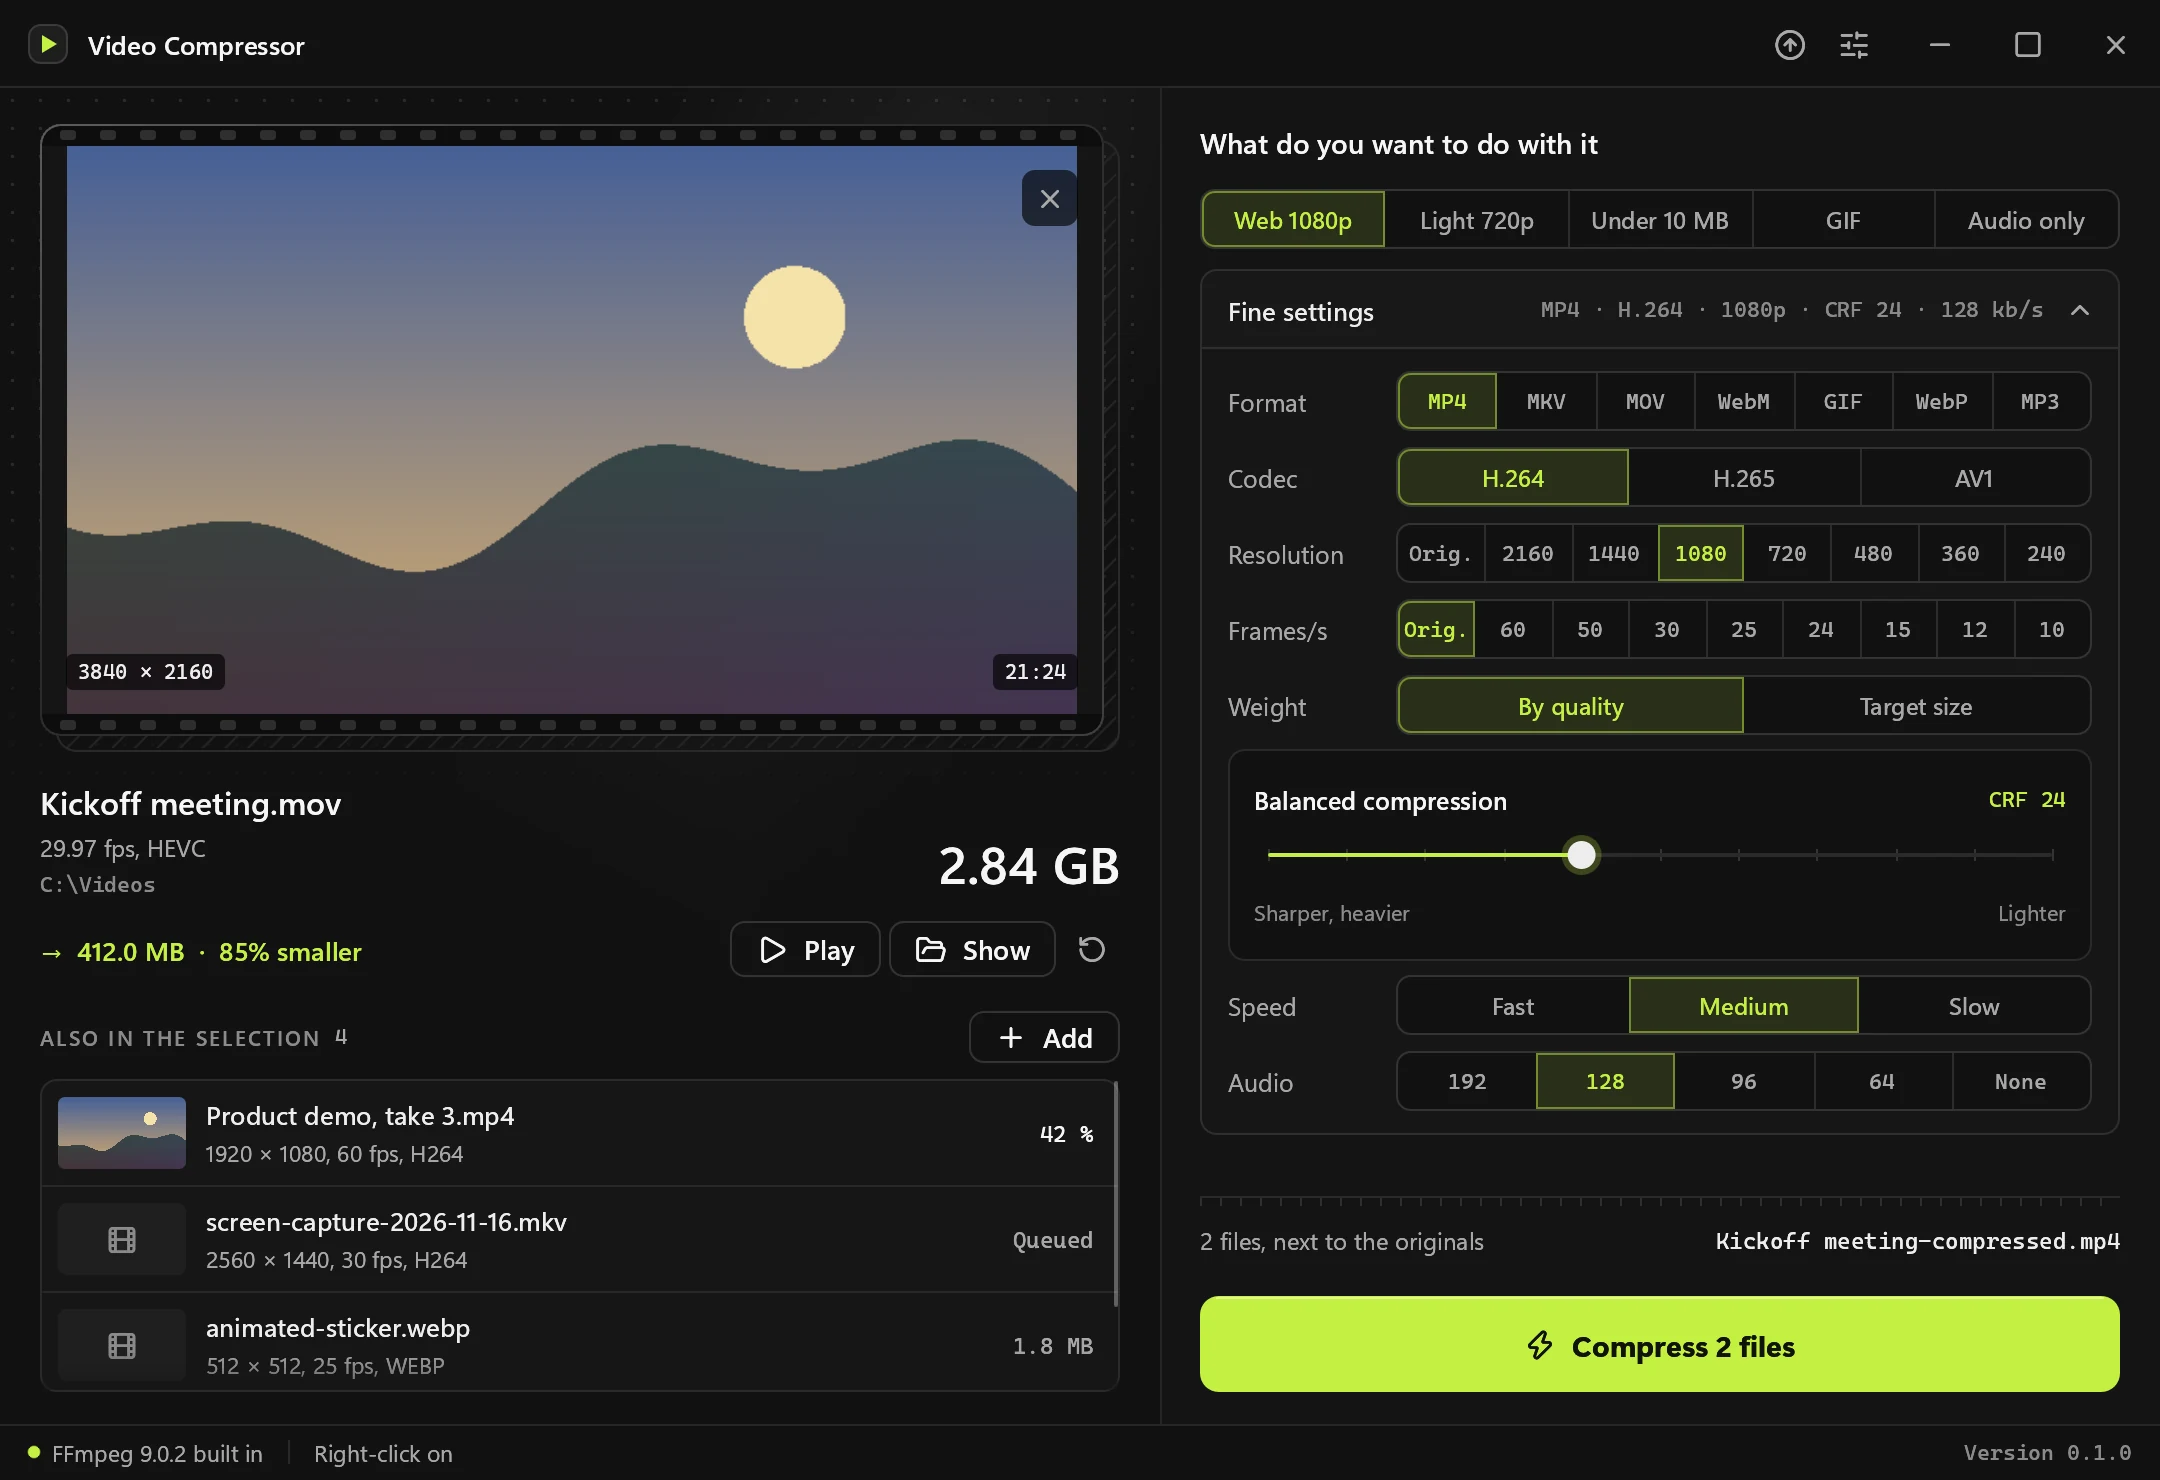 Video Compressor
3840 × 2160
21:24
Kickoff meeting.mov
29.97 fps, HEVC
C:\Videos
2.84 GB
→ 412.0 MB · 85% smaller
Play
Show
ALSO IN THE SELECTION 4
Add
Product demo, take 3.mp4
1920 × 1080, 60 fps, H264
42 %
screen-capture-2026-11-16.mkv
2560 × 1440, 30 fps, H264
Queued
animated-sticker.webp
512 × 512, 25 fps, WEBP
1.8 MB
What do you want to do with it
Web 1080p Light 720p Under 10 MB GIF Audio only
Fine settings MP4 · H.264 · 1080p · CRF 24 · 128 kb/s
Format MP4 MKV MOV WebM GIF WebP MP3
Codec H.264 H.265 AV1
Resolution Orig. 2160 1440 1080 720 480 360 240
Frames/s Orig. 60 50 30 25 24 15 12 10
Weight By quality Target size
Balanced compression CRF 24
Sharper, heavier Lighter
Speed Fast Medium Slow
Audio 192 128 96 64 None
2 files, next to the originals Kickoff meeting-compressed.mp4
Compress 2 files
FFmpeg 9.0.2 built in Right-click on Version 0.1.0